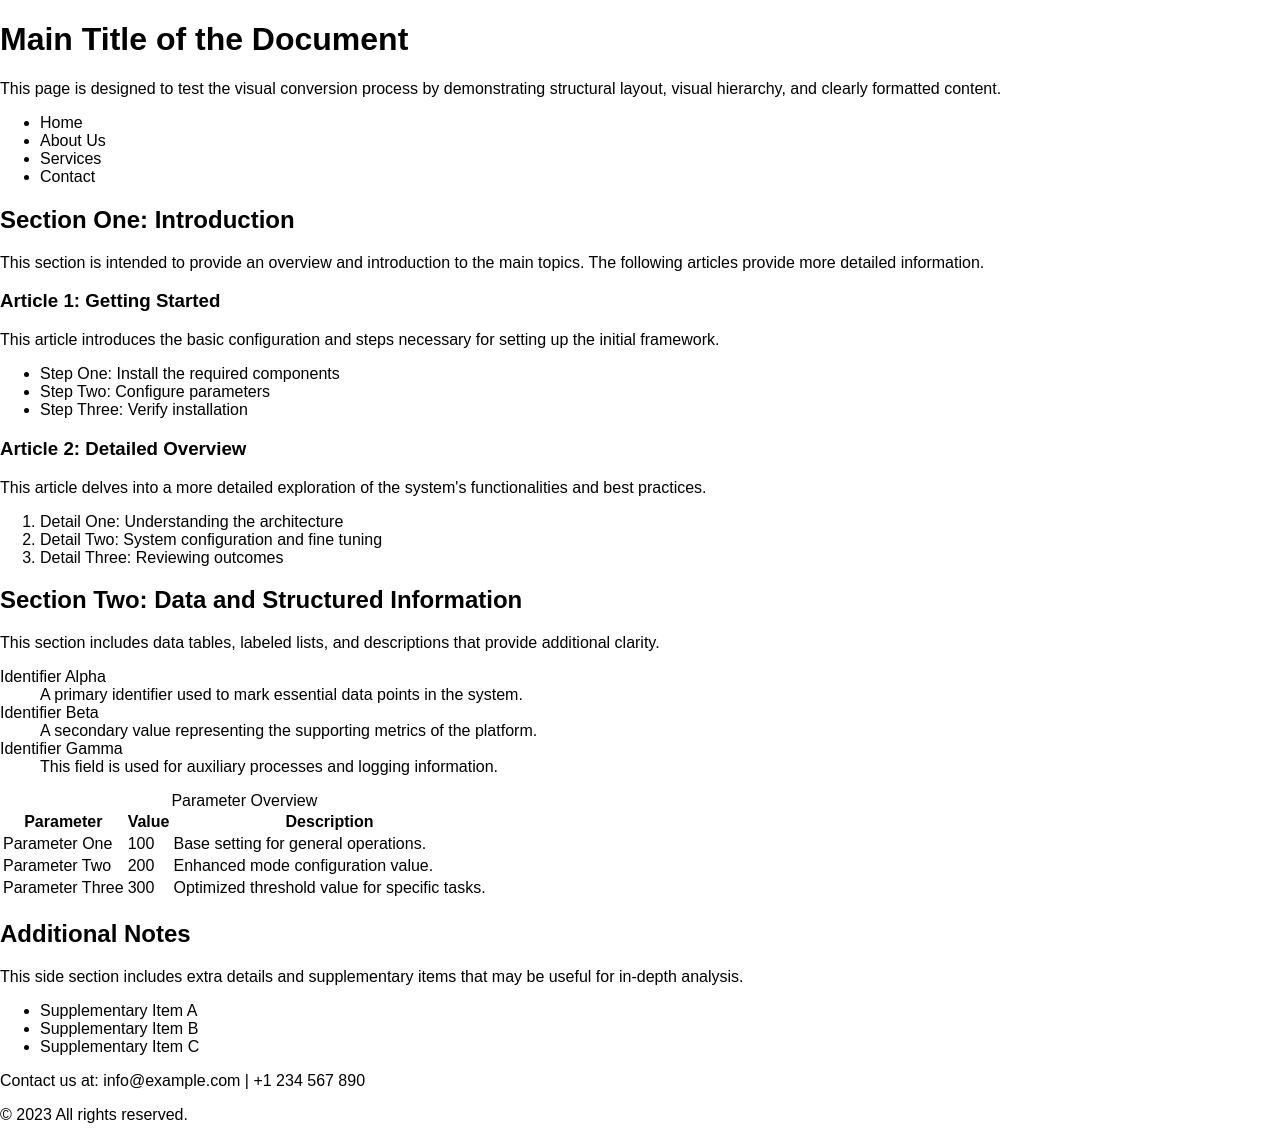 Main Title of the Document
This page is designed to test the visual conversion process by demonstrating structural layout, visual hierarchy, and clearly formatted content.
• Home
• About Us
• Services
• Contact
Section One: Introduction
This section is intended to provide an overview and introduction to the main topics. The following articles provide more detailed information.
Article 1: Getting Started
This article introduces the basic configuration and steps necessary for setting up the initial framework.
• Step One: Install the required components
• Step Two: Configure parameters
• Step Three: Verify installation
Article 2: Detailed Overview
This article delves into a more detailed exploration of the system's functionalities and best practices.
1. Detail One: Understanding the architecture
2. Detail Two: System configuration and fine tuning
3. Detail Three: Reviewing outcomes
Section Two: Data and Structured Information
This section includes data tables, labeled lists, and descriptions that provide additional clarity.
Identifier Alpha
A primary identifier used to mark essential data points in the system.
Identifier Beta
A secondary value representing the supporting metrics of the platform.
Identifier Gamma
This field is used for auxiliary processes and logging information.
Parameter Overview
Parameter Value Description
Parameter One 100 Base setting for general operations.
Parameter Two 200 Enhanced mode configuration value.
Parameter Three 300 Optimized threshold value for specific tasks.
Additional Notes
This side section includes extra details and supplementary items that may be useful for in-depth analysis.
• Supplementary Item A
• Supplementary Item B
• Supplementary Item C
Contact us at: info@example.com | +1 234 567 890
© 2023 All rights reserved.